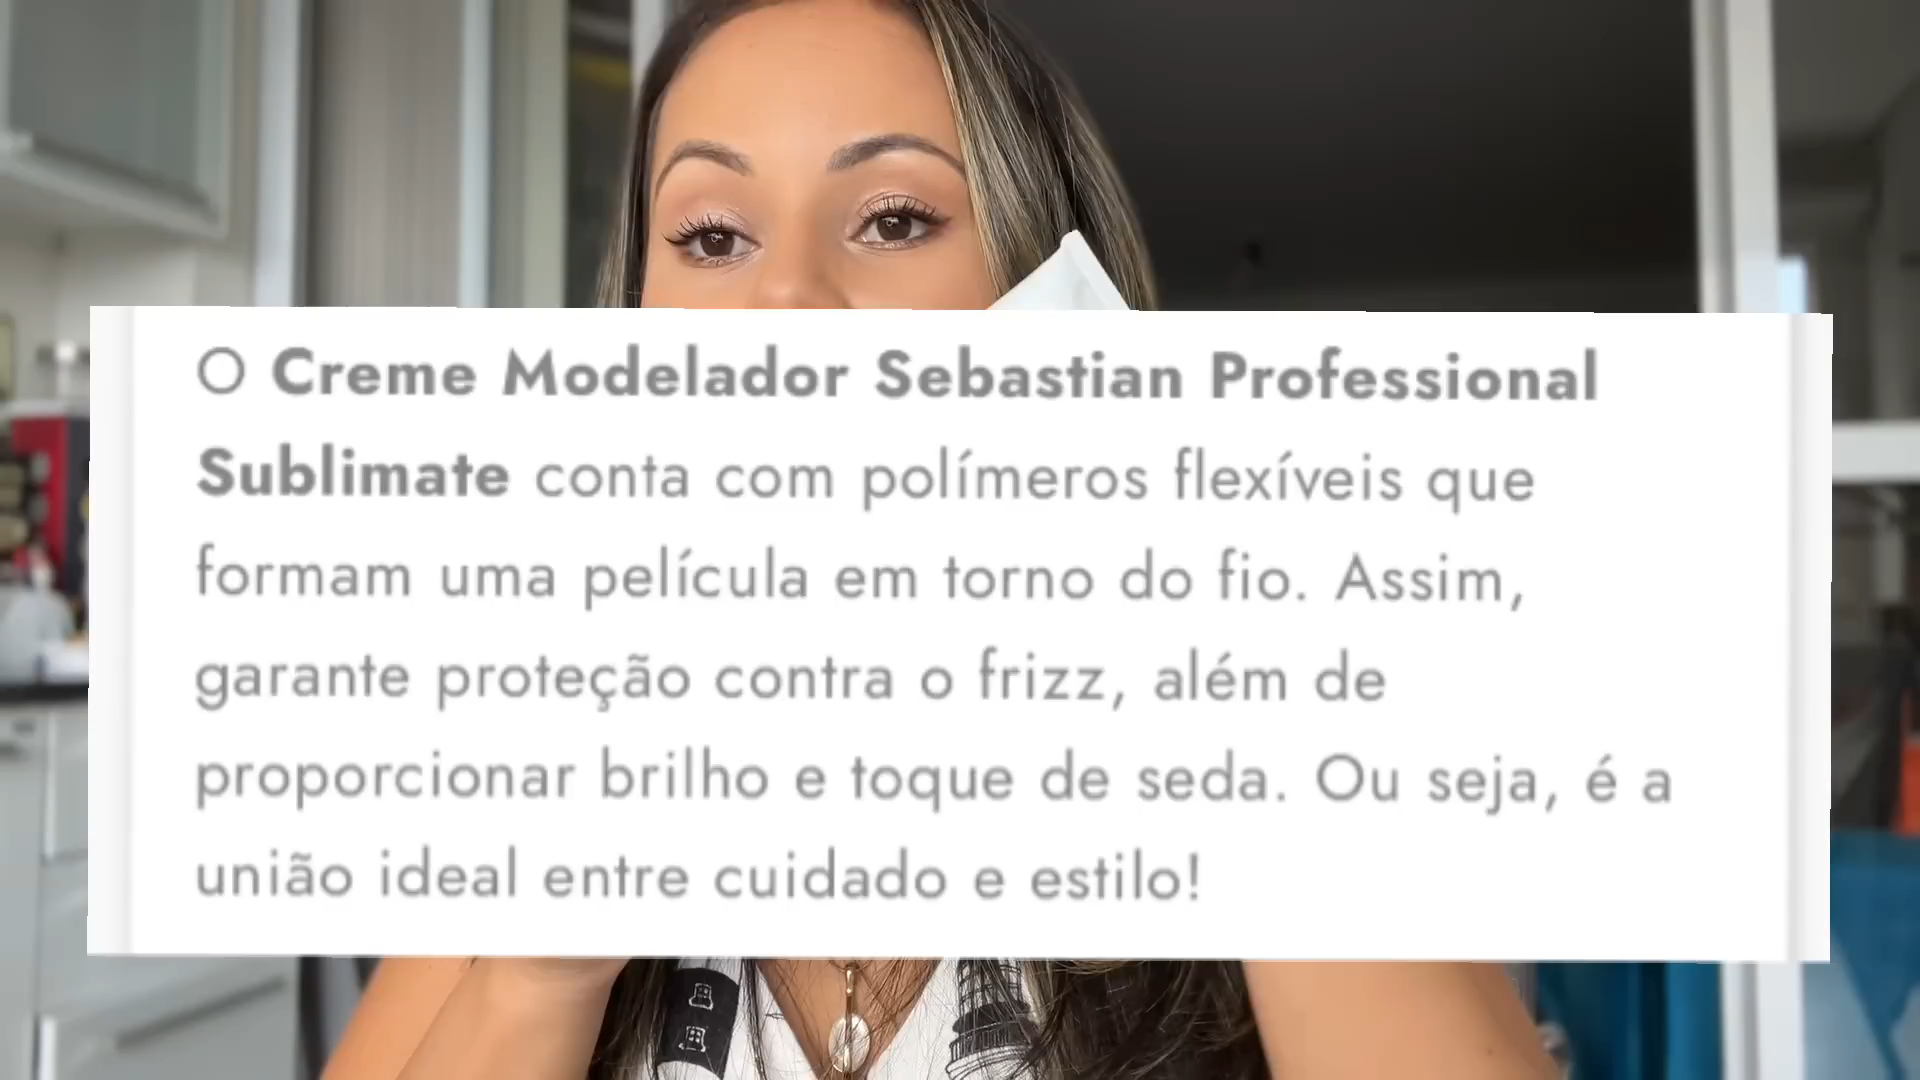 O Creme Modelador Sebastian Professional
Sublimate conta com polímeros flexíveis que
formam uma película em torno do fio. Assim,
garante proteção contra o frizz, além de
proporcionar brilho e toque de seda. Ou seja, é a
união ideal entre cuidado e estilo!